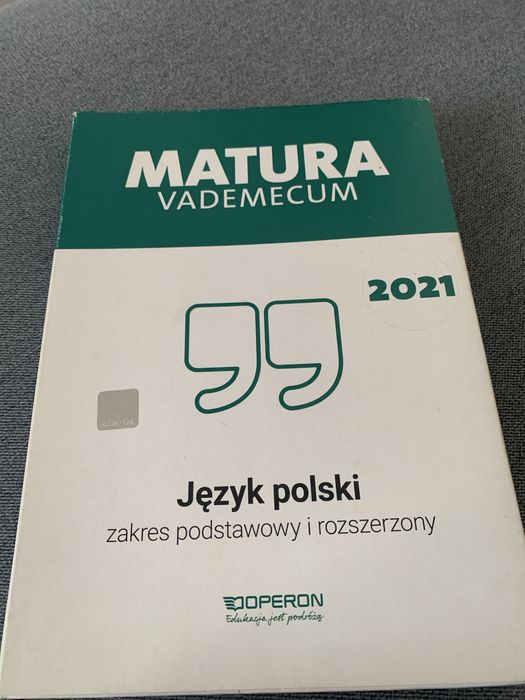 MATURA
VADEMECUM
2021
Język polski
zakres podstawowy i rozszerzony
OPERON
Edukacja jest podróżą